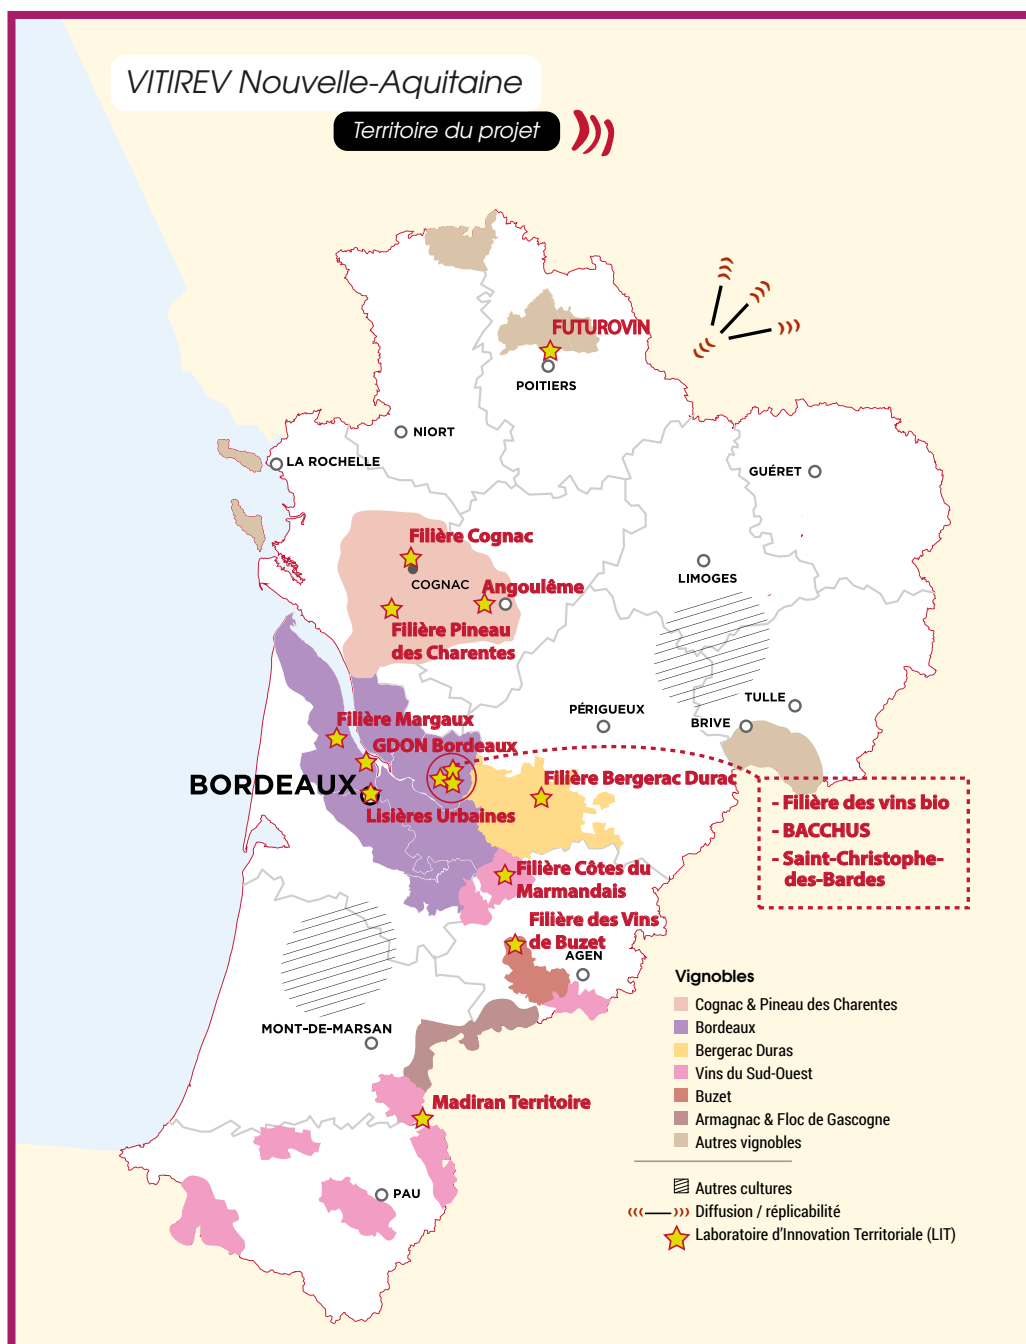 VITIREV Nouvelle-Aquitaine
Territoire du projet
FUTUROVIN
POITIERS
NIORT
LA ROCHELLE
GUÉRET
Filière Cognac
COGNAC
LIMOGES
Angoulême
Filière Pineau
des Charentes
TULLE
PÉRIGUEUX
BRIVE
Filière Margaux
GDON Bordeaux
BORDEAUX
Filière Bergerac Durac
Lisières Urbaines
- Filière des vins bio
- BACCHUS
- Saint-Christophe-
des-Bardes
Filière Côtes du
Marmandais
Filière des Vins
de Buzet
AGEN
MONT-DE-MARSAN
Madiran Territoire
PAU
Vignobles
Cognac & Pineau des Charentes
Bordeaux
Bergerac Duras
Vins du Sud-Ouest
Buzet
Armagnac & Floc de Gascogne
Autres vignobles
Autres cultures
Diffusion / réplicabilité
Laboratoire d'Innovation Territoriale (LIT)